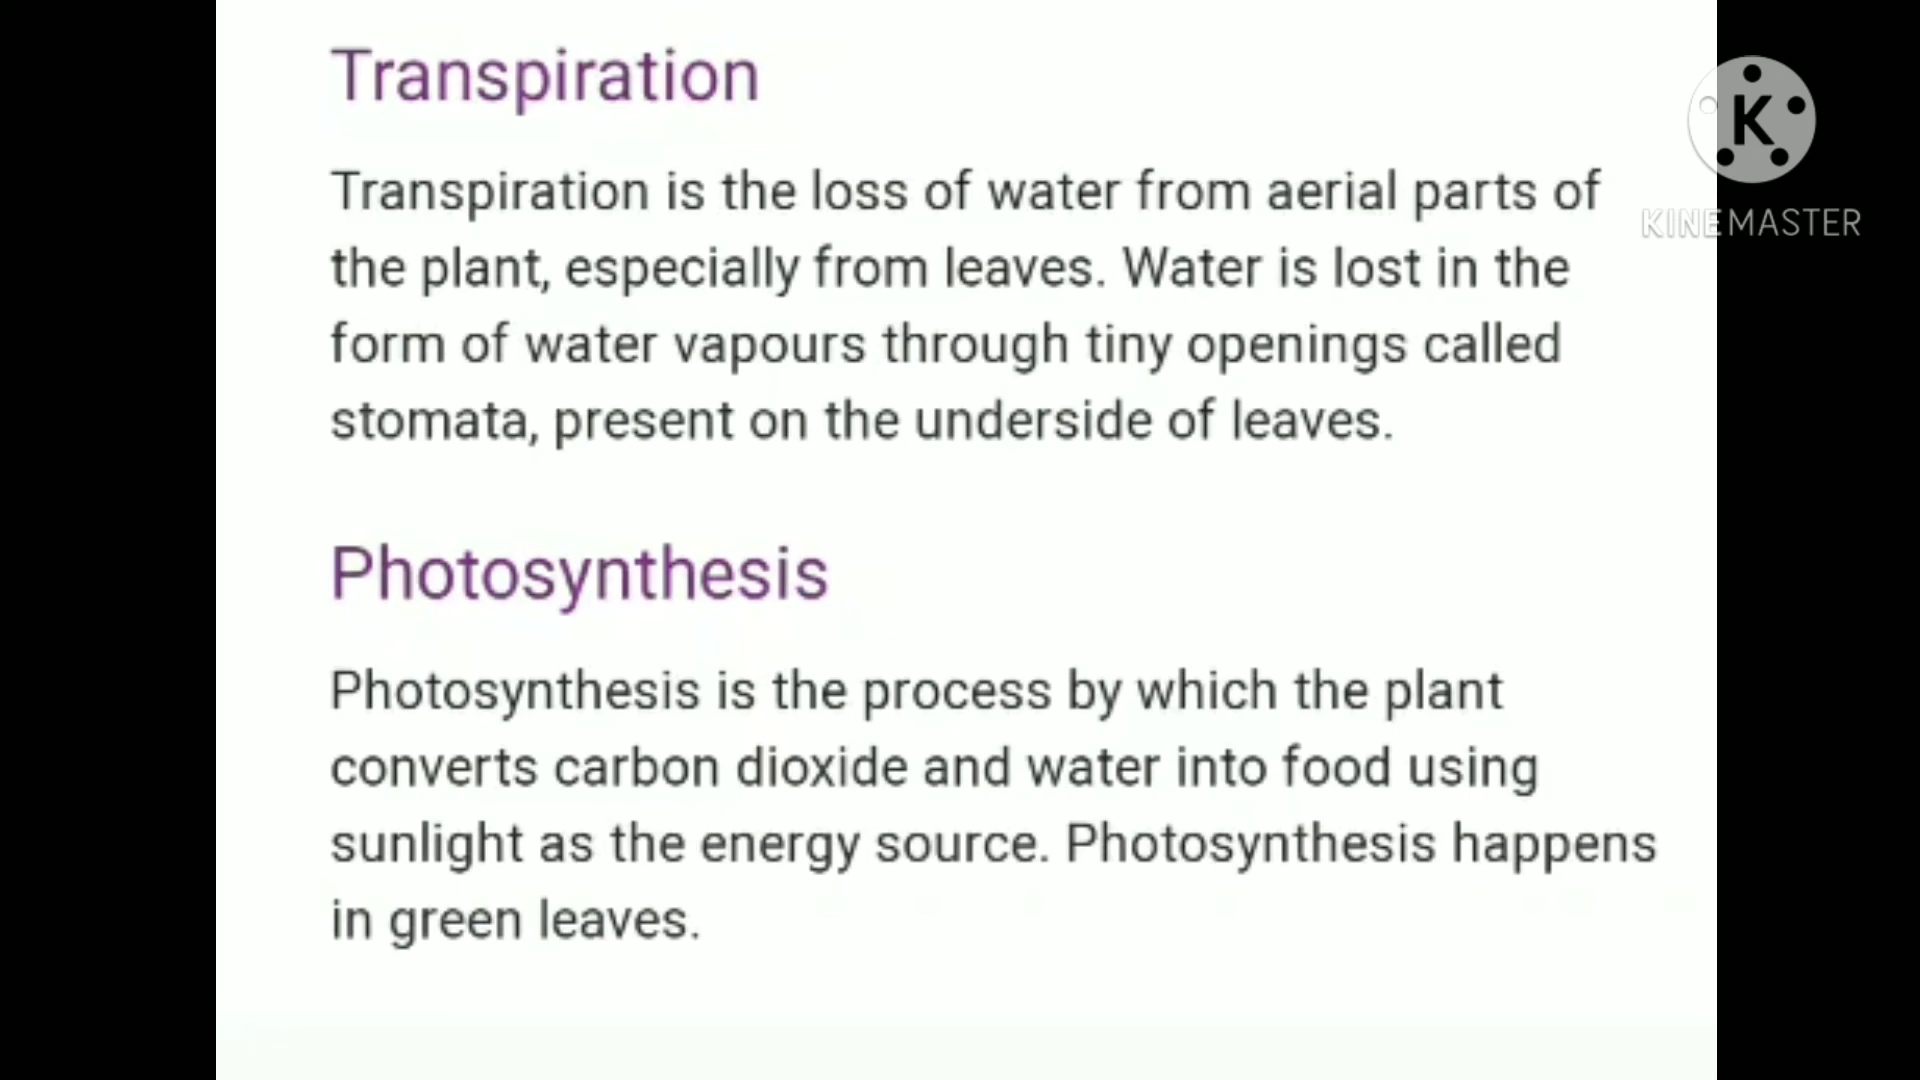 Transpiration
K
Transpiration is the loss of water from aerial parts of
KINEMASTER
the plant, especially from leaves. Water is lost in the
form of water vapours through tiny openings called
stomata, present on the underside of leaves.
Photosynthesis
Photosynthesis is the process by which the plant
converts carbon dioxide and water into food using
sunlight as the energy source. Photosynthesis happens
in green leaves.